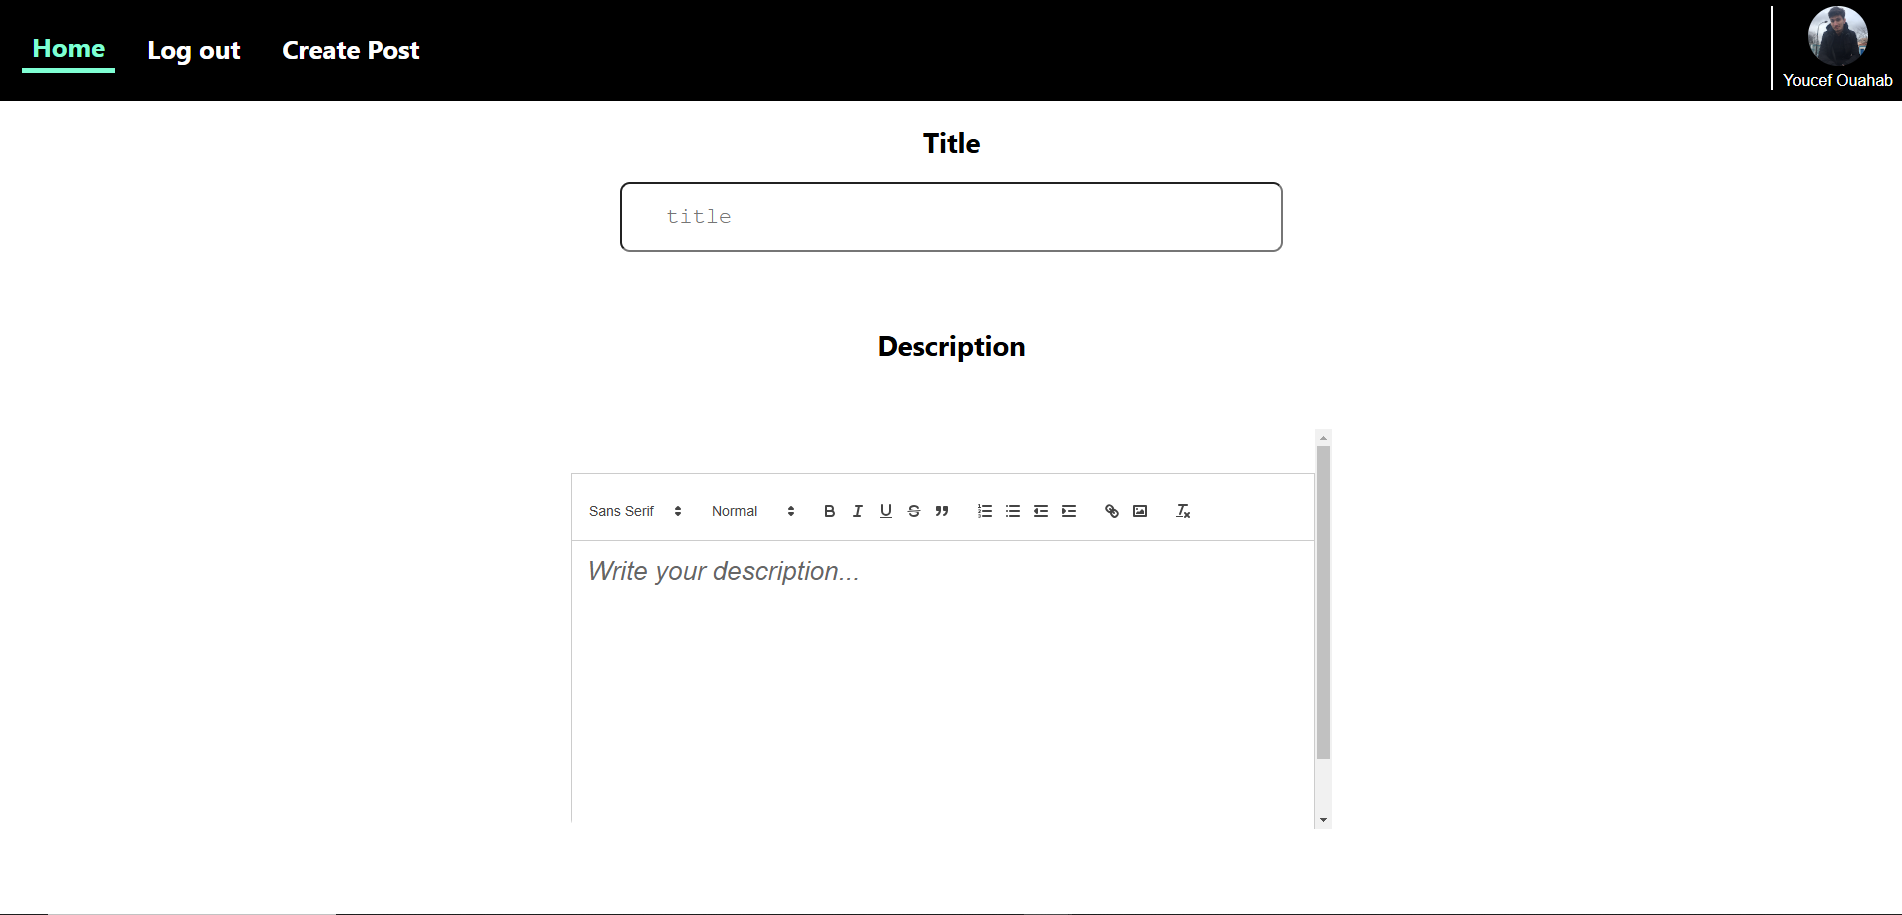 Home Log out Create Post
Youcef Ouahab
Title
title
Description
Sans Serif Normal B I U S
Write your description...